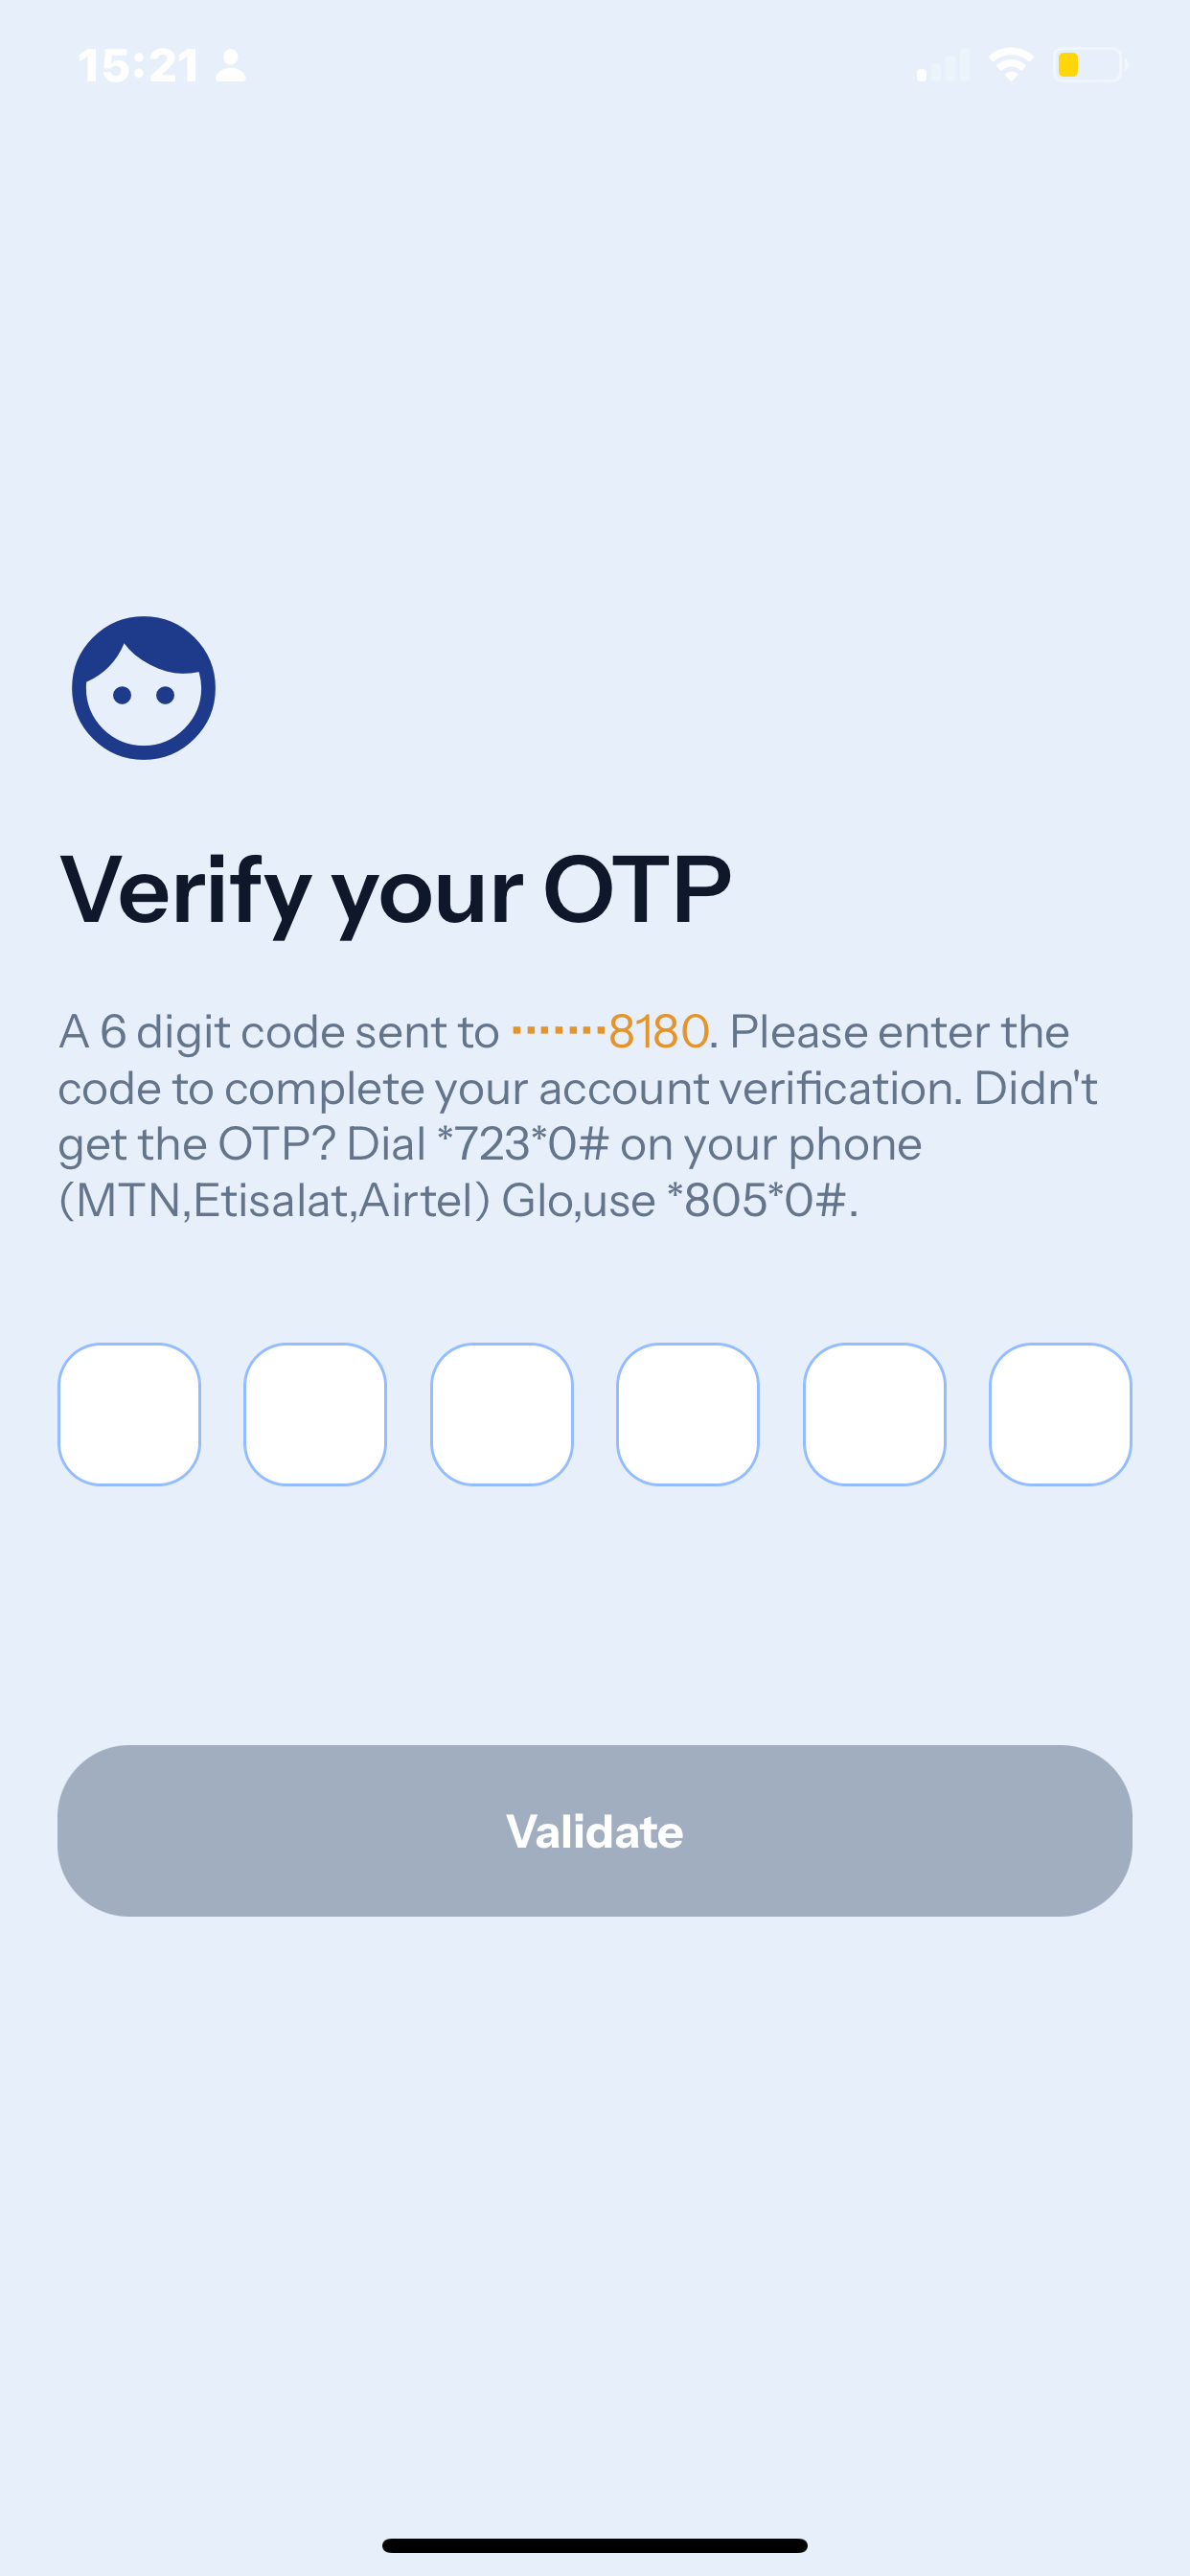 15:21
Verify your OTP
A 6 digit code sent to ·······8180. Please enter the
code to complete your account verification. Didn't
get the OTP? Dial *723*0# on your phone
(MTN,Etisalat,Airtel) Glo,use *805*0#.
Validate